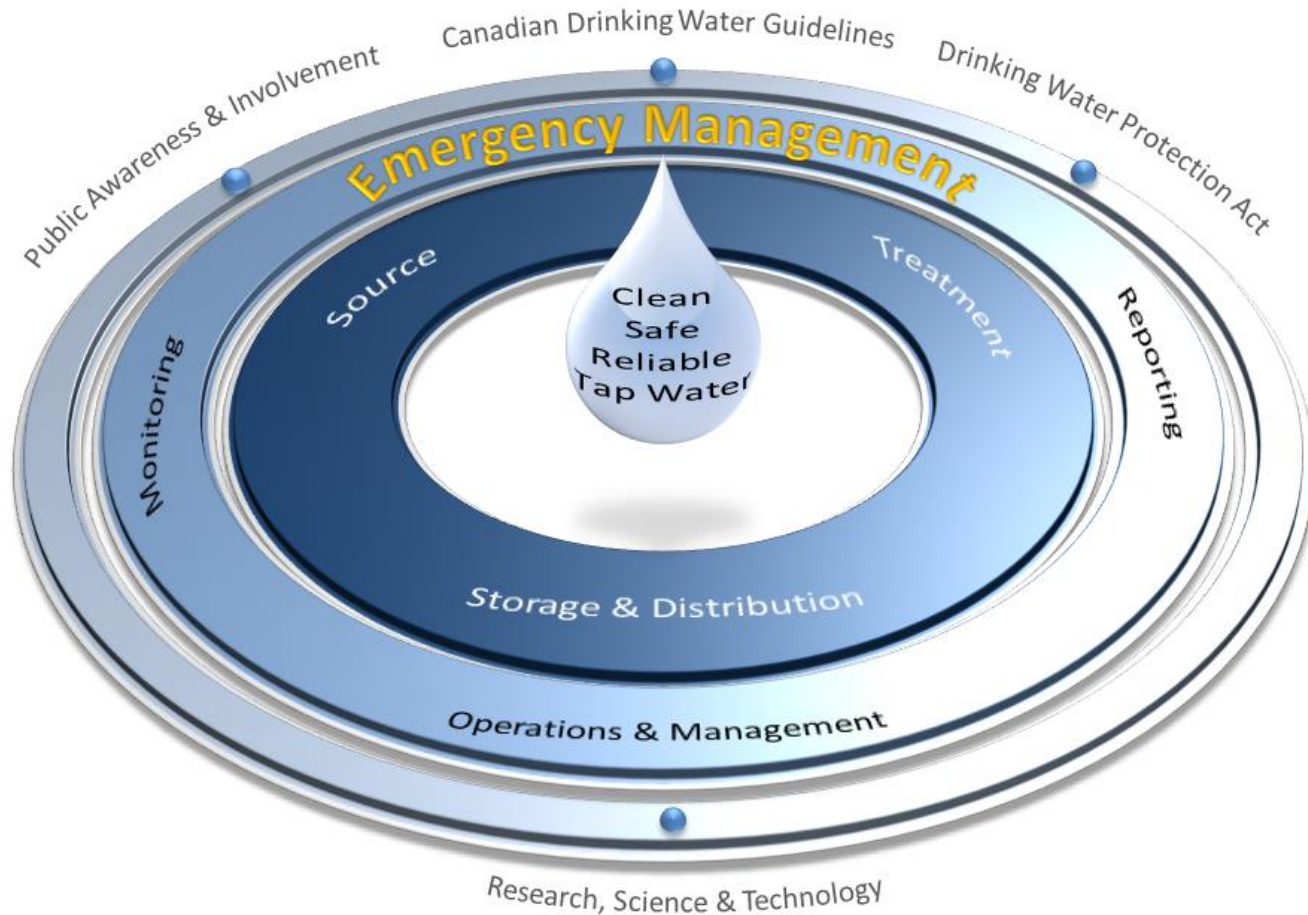 Canadian Drinking Water Guidelines
Public Awareness & Involvement
Drinking Water Protection Act
Emergency Management
Source
Treatment
Monitoring
Reporting
Clean
Safe
Reliable
Tap Water
Storage & Distribution
Operations & Management
Research, Science & Technology